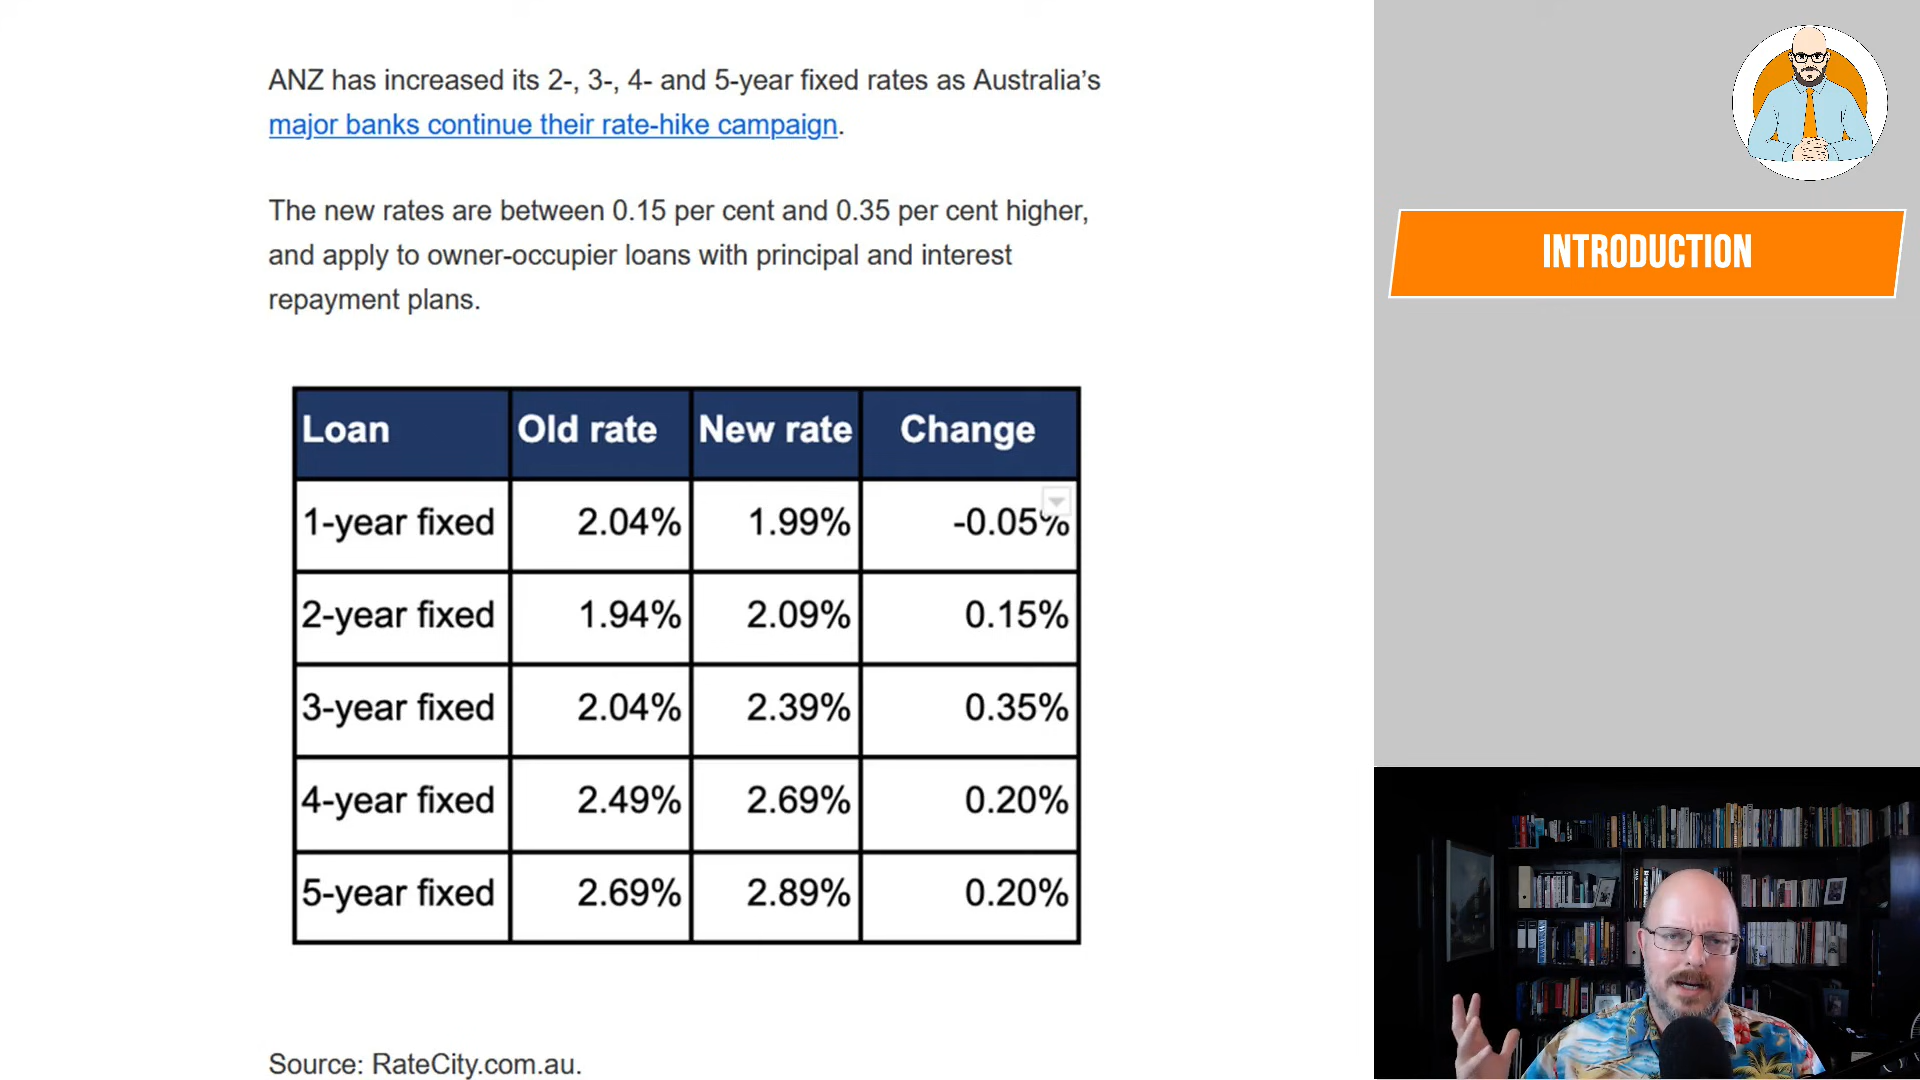 ANZ has increased its 2-, 3-, 4- and 5-year fixed rates as Australia’s
major banks continue their rate-hike campaign.
The new rates are between 0.15 per cent and 0.35 per cent higher,
and apply to owner-occupier loans with principal and interest
repayment plans.
Loan Old rate New rate Change
1-year fixed 2.04% 1.99% -0.05%
2-year fixed 1.94% 2.09% 0.15%
3-year fixed 2.04% 2.39% 0.35%
4-year fixed 2.49% 2.69% 0.20%
5-year fixed 2.69% 2.89% 0.20%
Source: RateCity.com.au.
INTRODUCTION